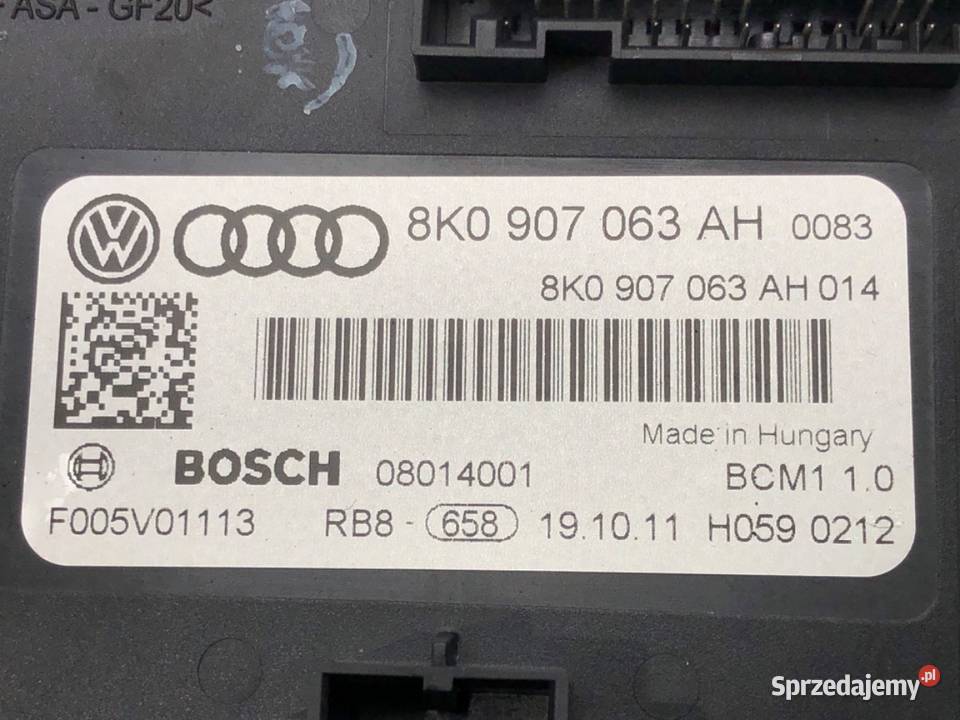 ASA - GF20<
8K0 907 063 AH 0083
8K0 907 063 AH 014
Made in Hungary
BOSCH 08014001 BCM1 1.0
F005V01113 RB8 - 658 19.10.11 H059 0212
Sprzedajemy.pl